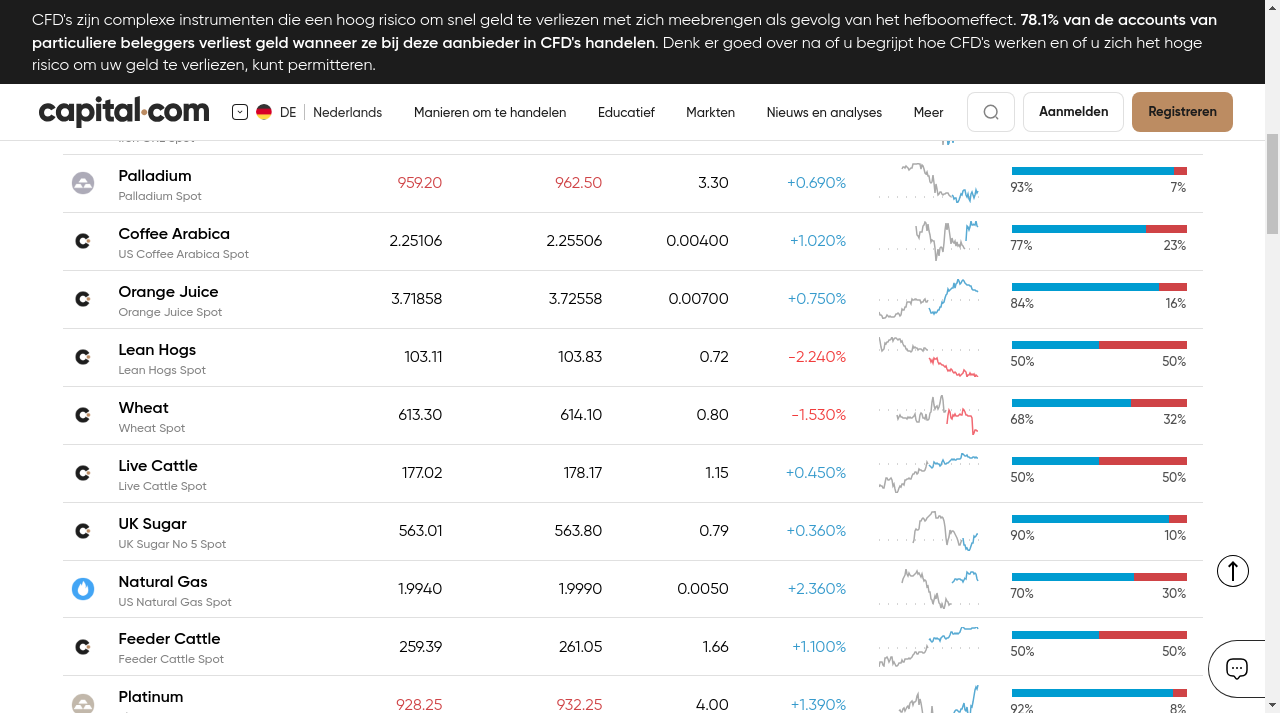 CFD's zijn complexe instrumenten die een hoog risico om snel geld te verliezen met zich meebrengen als gevolg van het hefboomeffect. 78.1% van de accounts van
particuliere beleggers verliest geld wanneer ze bij deze aanbieder in CFD's handelen. Denk er goed over na of u begrijpt hoe CFD's werken en of u zich het hoge
risico om uw geld te verliezen, kunt permitteren.
capital.com DE Nederlands Manieren om te handelen Educatief Markten Nieuws en analyses Meer Aanmelden Registreren
Palladium 959.20 962.50 3.30 +0.690% 93% 7%
Palladium Spot
Coffee Arabica 2.25106 2.25506 0.00400 +1.020% 77% 23%
US Coffee Arabica Spot
Orange Juice 3.71858 3.72558 0.00700 +0.750% 84% 16%
Orange Juice Spot
Lean Hogs 103.11 103.83 0.72 -2.240% 50% 50%
Lean Hogs Spot
Wheat 613.30 614.10 0.80 -1.530% 68% 32%
Wheat Spot
Live Cattle 177.02 178.17 1.15 +0.450% 50% 50%
Live Cattle Spot
UK Sugar 563.01 563.80 0.79 +0.360% 90% 10%
UK Sugar No 5 Spot
Natural Gas 1.9940 1.9990 0.0050 +2.360% 70% 30%
US Natural Gas Spot
Feeder Cattle 259.39 261.05 1.66 +1.100% 50% 50%
Feeder Cattle Spot
Platinum 928.25 932.25 4.00 +1.390% 92% 8%